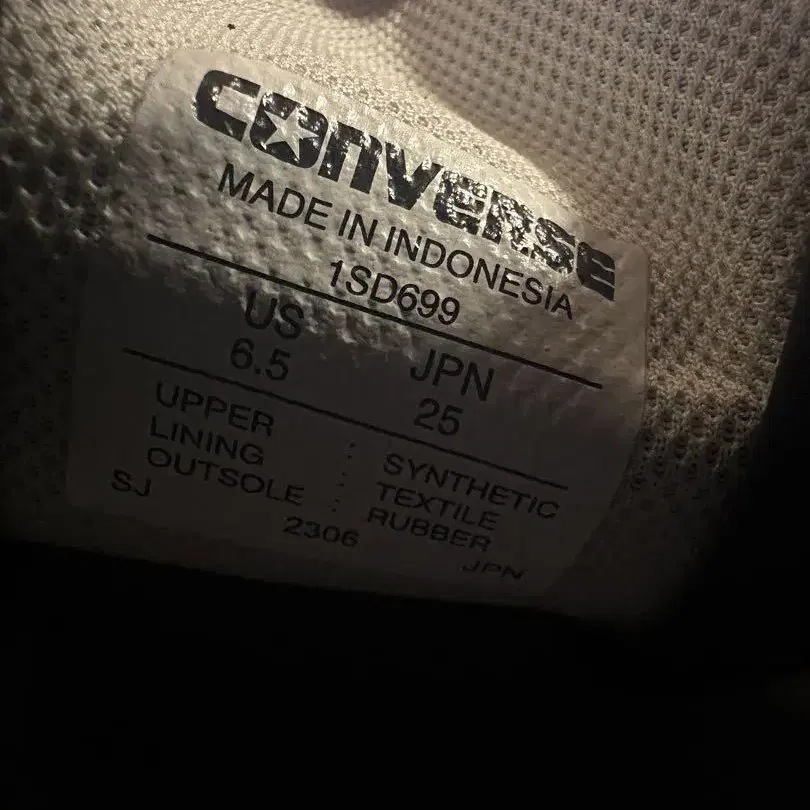 CONVERSE
MADE IN INDONESIA
1SD699
US JPN
6.5 25
UPPER : SYNTHETIC
LINING : TEXTILE
OUTSOLE : RUBBER
SJ 2306 JPN